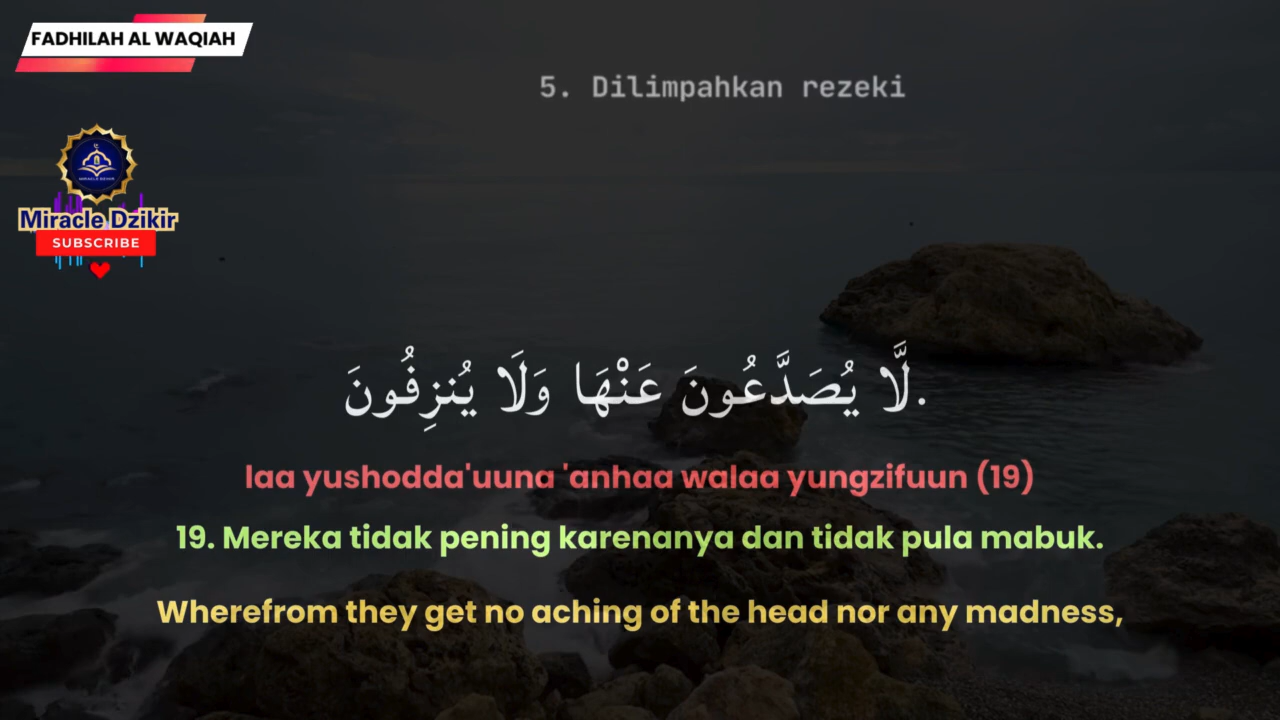 FADHILAH AL WAQIAH
5. Dilimpahkan rezeki
MIRACLE DZIKIR
Miracle Dzikir
SUBSCRIBE
لَّا يُصَدَّعُونَ عَنْهَا وَلَا يُنزِفُونَ.
laa yushodda'uuna 'anhaa walaa yungzifuun (19)
19. Mereka tidak pening karenanya dan tidak pula mabuk.
Wherefrom they get no aching of the head nor any madness,